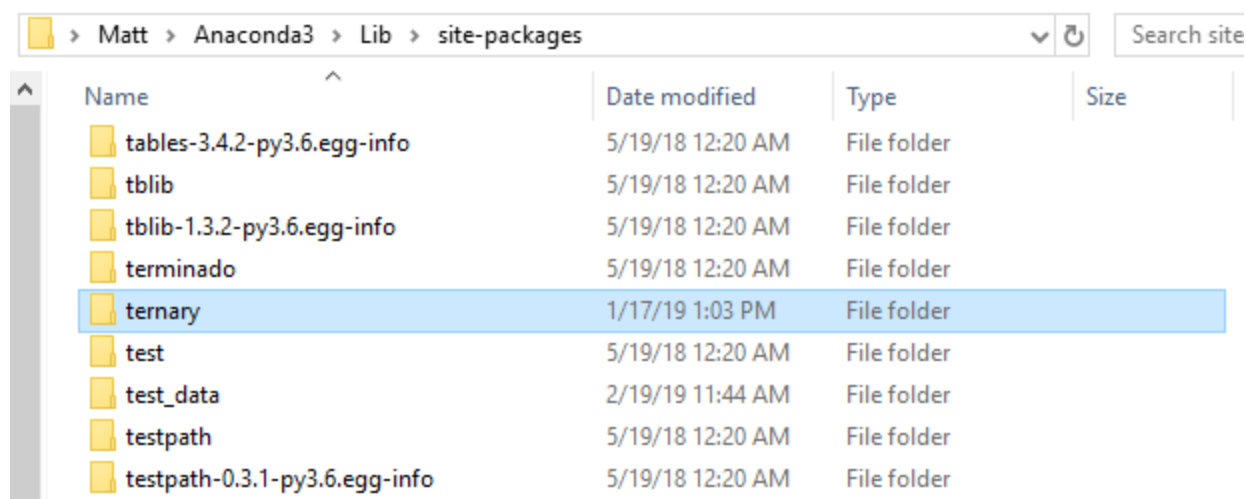 Matt > Anaconda3 > Lib > site-packages Search site
Name Date modified Type Size
tables-3.4.2-py3.6.egg-info 5/19/18 12:20 AM File folder
tblib 5/19/18 12:20 AM File folder
tblib-1.3.2-py3.6.egg-info 5/19/18 12:20 AM File folder
terminado 5/19/18 12:20 AM File folder
ternary 1/17/19 1:03 PM File folder
test 5/19/18 12:20 AM File folder
test_data 2/19/19 11:44 AM File folder
testpath 5/19/18 12:20 AM File folder
testpath-0.3.1-py3.6.egg-info 5/19/18 12:20 AM File folder